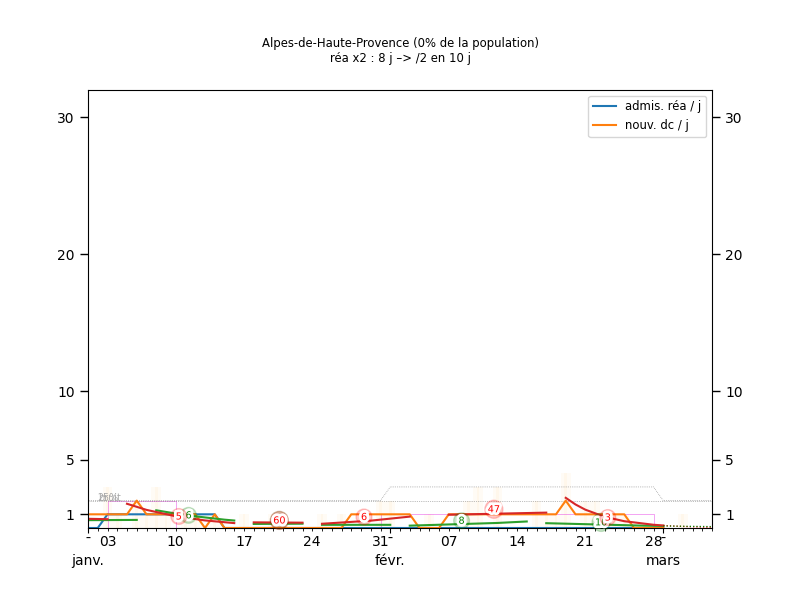 Alpes-de-Haute-Provence (0% de la population)
réa x2 : 8 j –> /2 en 10 j
admis. réa / j
nouv. dc / j
30 30
20 20
10 10
5 5
1 1
5 6 60 6 8 47 3
- 03 10 17 24 31 07 14 21 28
janv. févr. mars